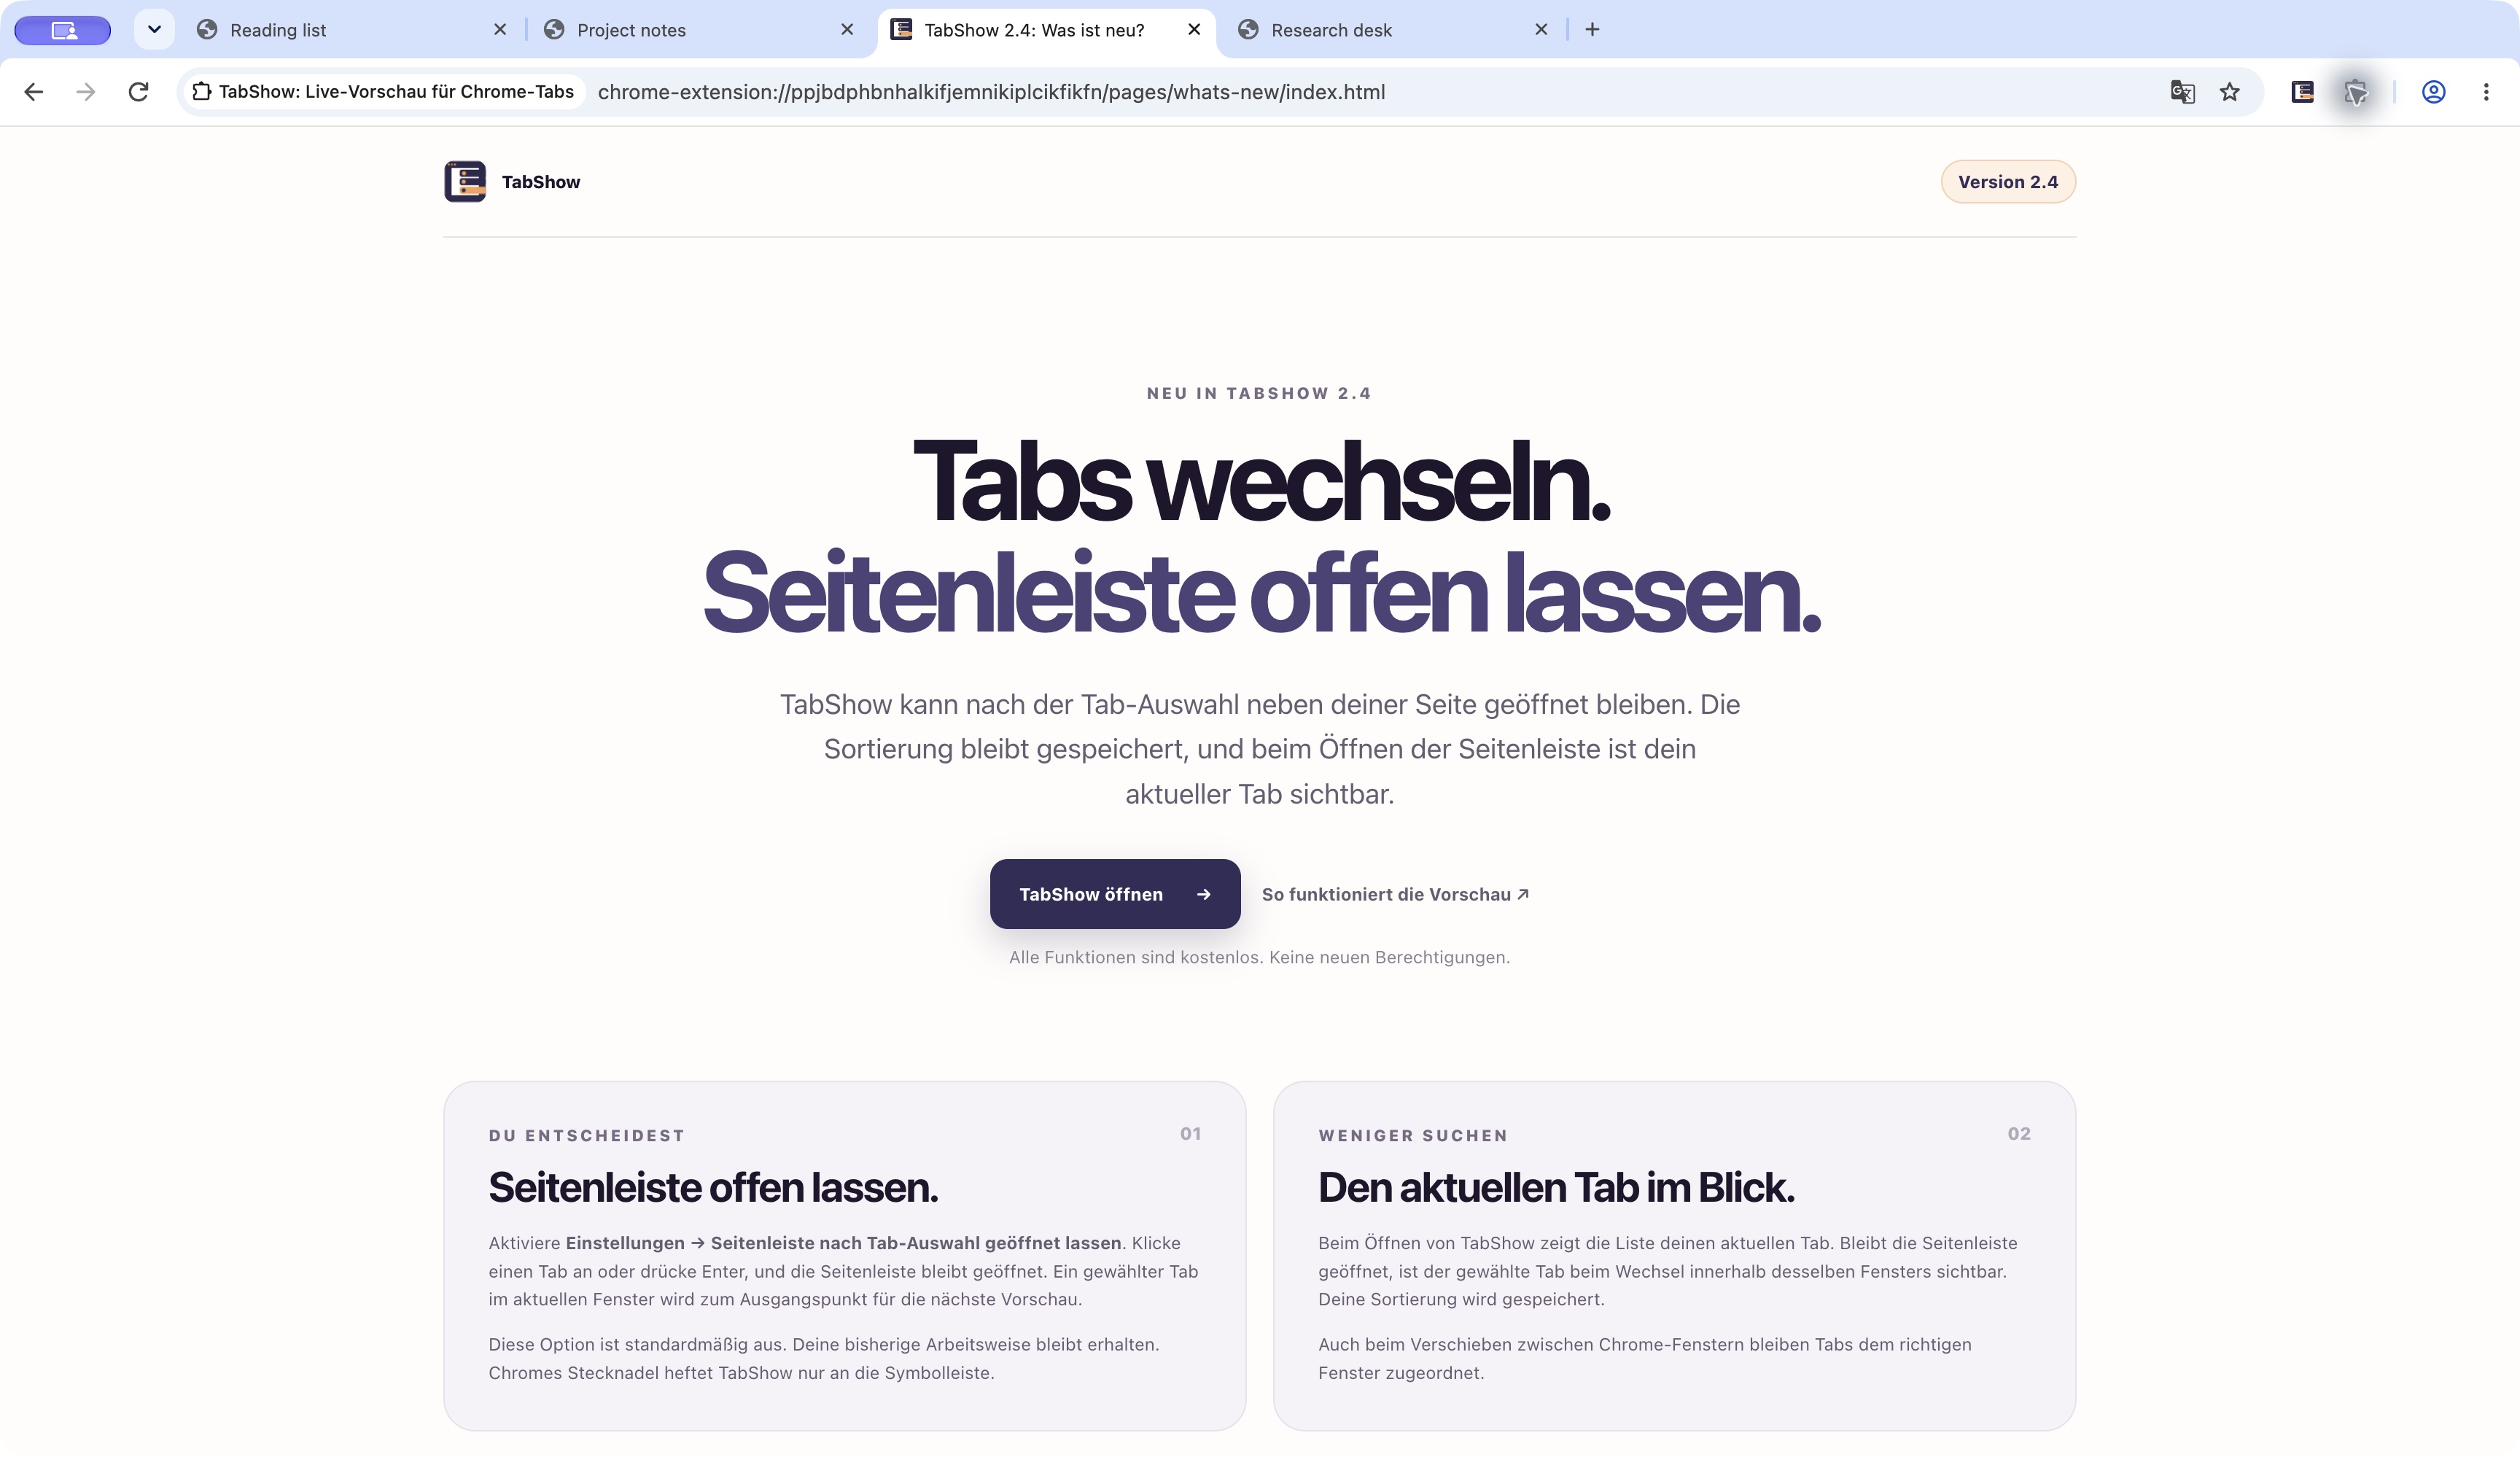 Reading list
Project notes
TabShow 2.4: Was ist neu?
Research desk
TabShow: Live-Vorschau für Chrome-Tabs
chrome-extension://ppjbdphbnhalkifjemnikiplcikfikfn/pages/whats-new/index.html
TabShow
Version 2.4
NEU IN TABSHOW 2.4
Tabs wechseln.
Seitenleiste offen lassen.
TabShow kann nach der Tab-Auswahl neben deiner Seite geöffnet bleiben. Die
Sortierung bleibt gespeichert, und beim Öffnen der Seitenleiste ist dein
aktueller Tab sichtbar.
TabShow öffnen →
So funktioniert die Vorschau ↗
Alle Funktionen sind kostenlos. Keine neuen Berechtigungen.
DU ENTSCHEIDEST
01
Seitenleiste offen lassen.
Aktiviere Einstellungen → Seitenleiste nach Tab-Auswahl geöffnet lassen. Klicke
einen Tab an oder drücke Enter, und die Seitenleiste bleibt geöffnet. Ein gewählter Tab
im aktuellen Fenster wird zum Ausgangspunkt für die nächste Vorschau.
Diese Option ist standardmäßig aus. Deine bisherige Arbeitsweise bleibt erhalten.
Chromes Stecknadel heftet TabShow nur an die Symbolleiste.
WENIGER SUCHEN
02
Den aktuellen Tab im Blick.
Beim Öffnen von TabShow zeigt die Liste deinen aktuellen Tab. Bleibt die Seitenleiste
geöffnet, ist der gewählte Tab beim Wechsel innerhalb desselben Fensters sichtbar.
Deine Sortierung wird gespeichert.
Auch beim Verschieben zwischen Chrome-Fenstern bleiben Tabs dem richtigen
Fenster zugeordnet.